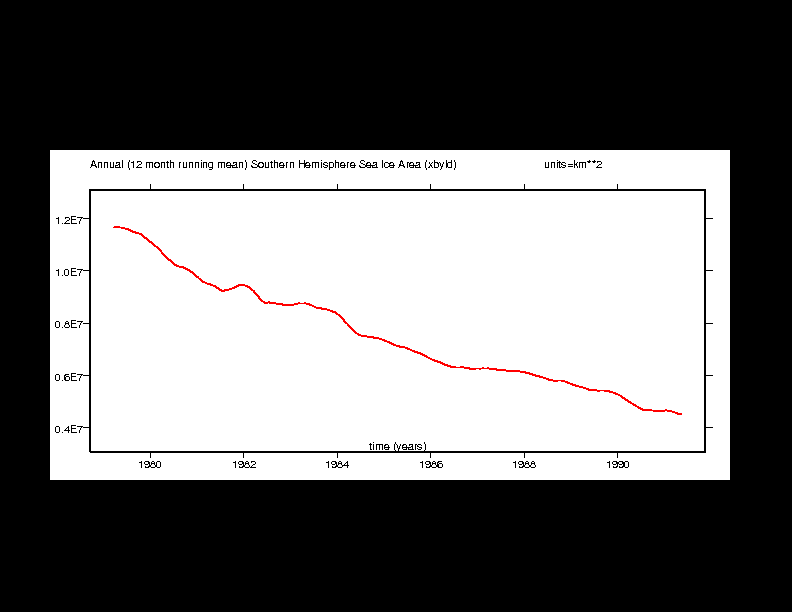 Annual (12 month running mean) Southern Hemisphere Sea Ice Area (xbyld) units=km**2
1.2E7
1.0E7
0.8E7
0.6E7
0.4E7
time (years)
1980 1982 1984 1986 1988 1990